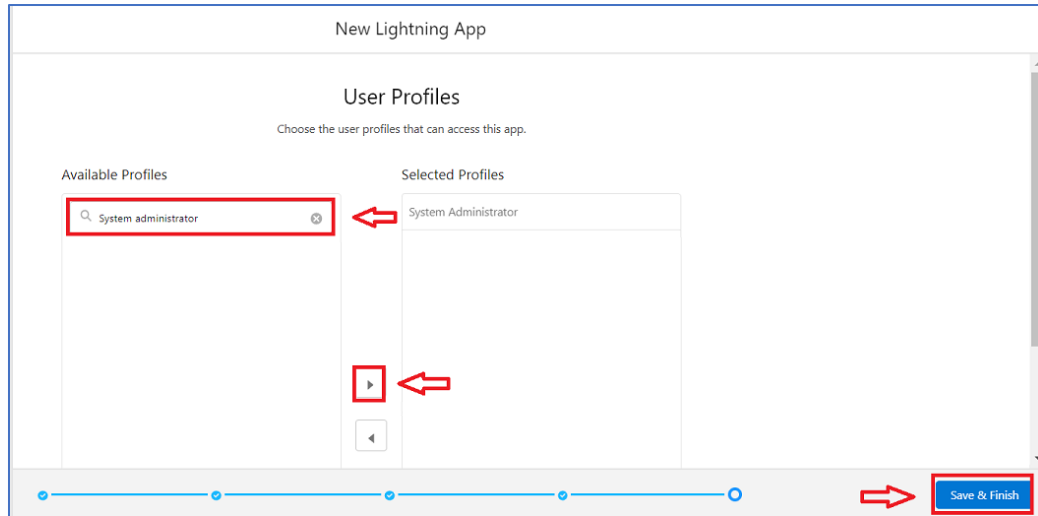 New Lightning App
User Profiles
Choose the user profiles that can access this app.
Available Profiles
Selected Profiles
System administrator
System Administrator
Save & Finish